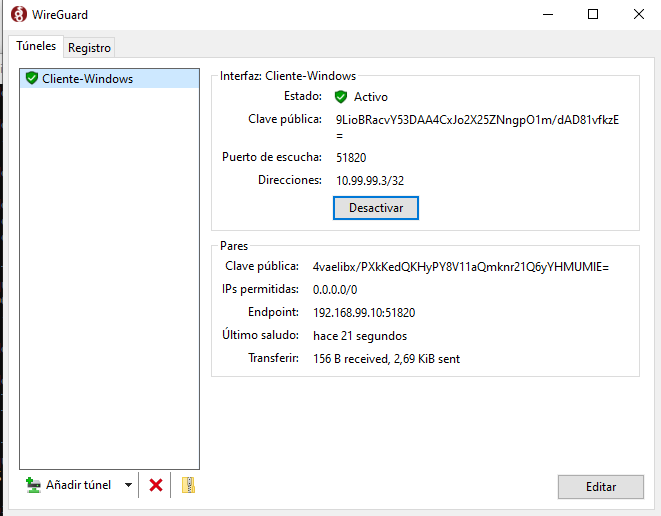 WireGuard
Túneles Registro
Cliente-Windows
Interfaz: Cliente-Windows
Estado: Activo
Clave pública: 9LioBRacvY53DAA4CxJo2X25ZNngpO1m/dAD81vfkzE
=
Puerto de escucha: 51820
Direcciones: 10.99.99.3/32
Desactivar
Pares
Clave pública: 4vaelibx/PXkKedQKHyPY8V11aQmknr21Q6yYHMUMIE=
IPs permitidas: 0.0.0.0/0
Endpoint: 192.168.99.10:51820
Último saludo: hace 21 segundos
Transferir: 156 B received, 2,69 KiB sent
Añadir túnel
Editar